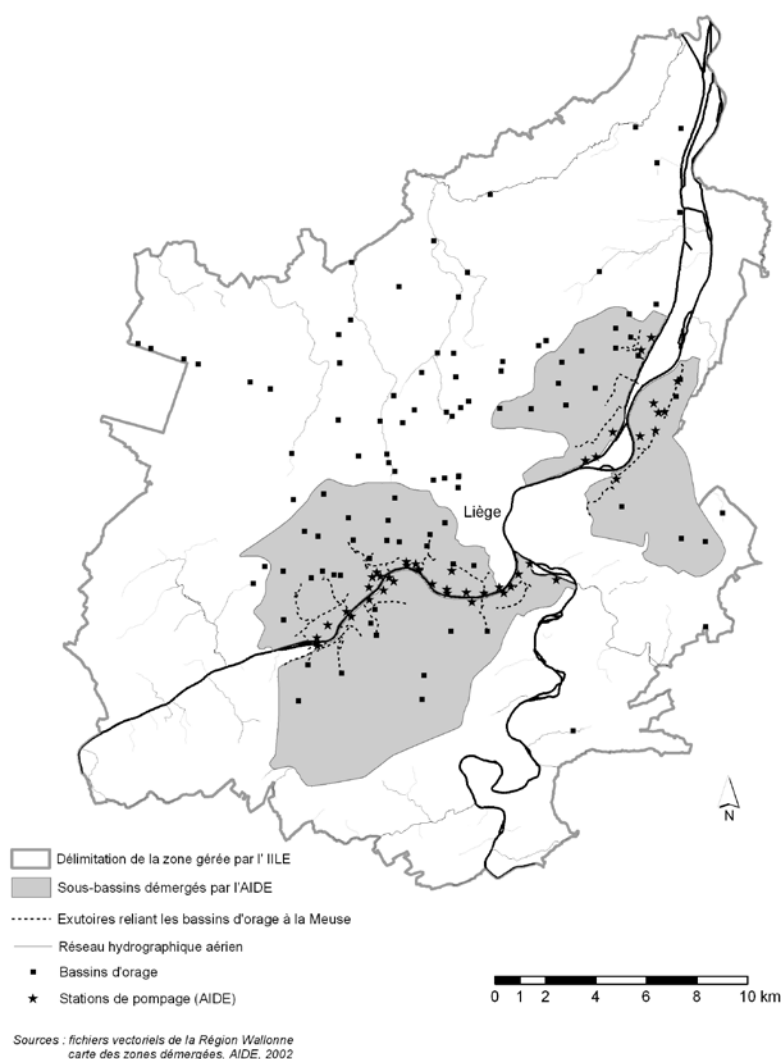 Liège
N
Délimitation de la zone gérée par l' IILE
Sous-bassins démergés par l'AIDE
Exutoires reliant les bassins d'orage à la Meuse
Réseau hydrographique aérien
Bassins d'orage
Stations de pompage (AIDE)
0 1 2 4 6 8 10 km
Sources : fichiers vectoriels de la Région Wallonne
carte des zones démergées, AIDE, 2002